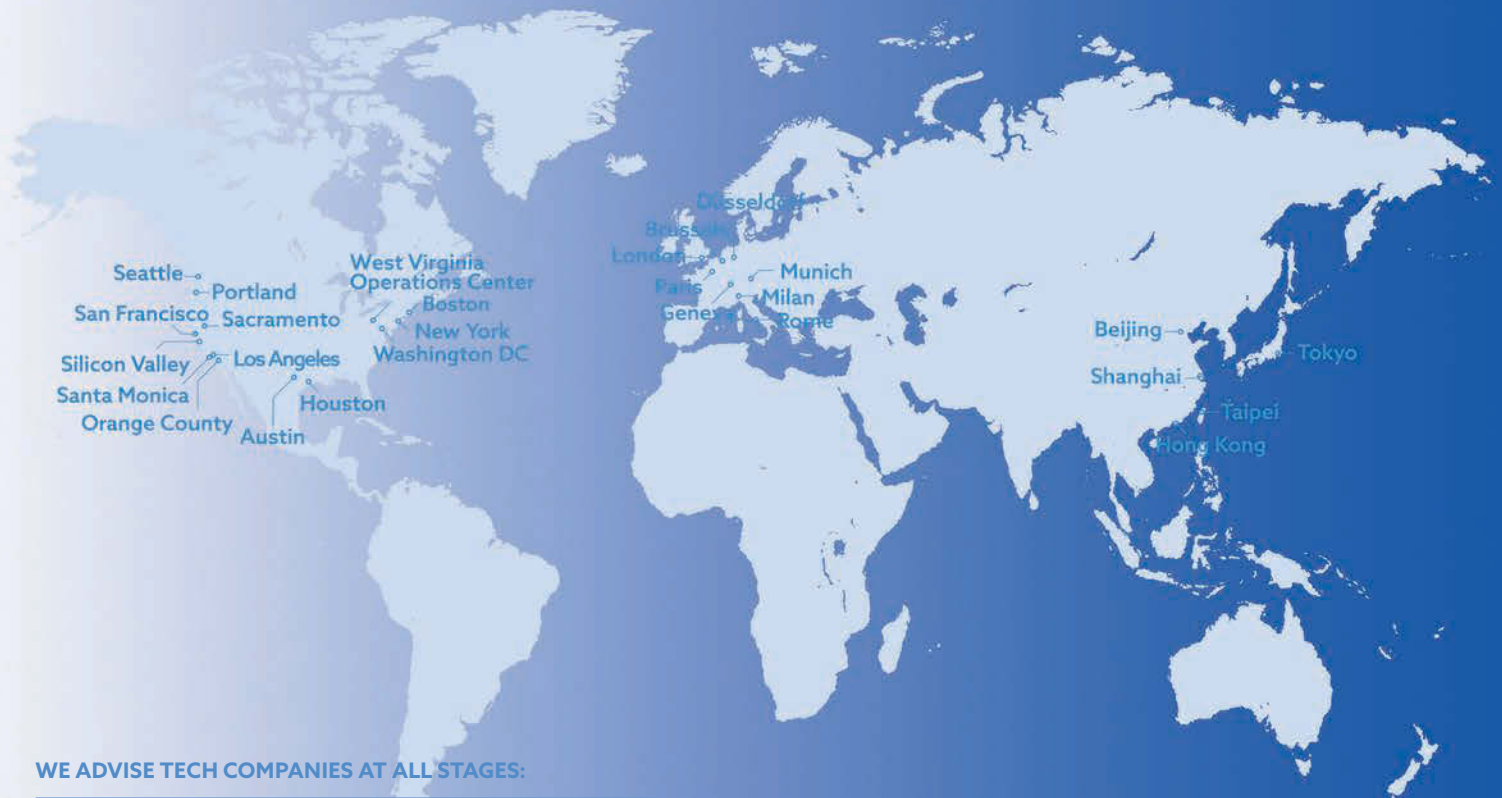 Seattle
Portland
San Francisco
Sacramento
Silicon Valley
Los Angeles
Santa Monica
Orange County
Austin
Houston
West Virginia
Operations Center
Boston
New York
Washington DC
Düsseldorf
Brussels
London
Paris
Geneva
Munich
Milan
Rome
Beijing
Shanghai
Tokyo
Taipei
Hong Kong
WE ADVISE TECH COMPANIES AT ALL STAGES: